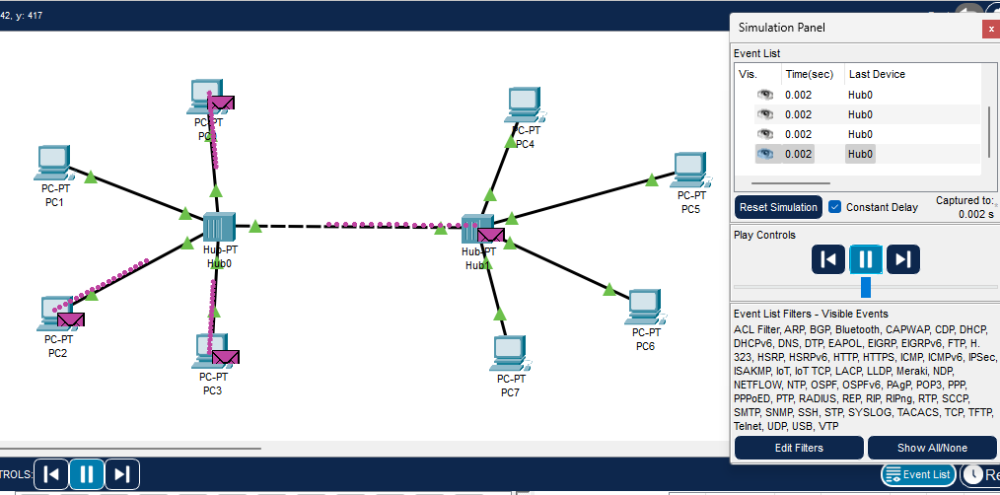 42, y: 417
Simulation Panel
x
Event List
Vis. Time(sec) Last Device
0.002 Hub0
0.002 Hub0
0.002 Hub0
0.002 Hub0
Reset Simulation Constant Delay Captured to:
0.002 s
Play Controls
Event List Filters - Visible Events
ACL Filter, ARP, BGP, Bluetooth, CAPWAP, CDP, DHCP,
DHCPv6, DNS, DTP, EAPOL, EIGRP, EIGRPv6, FTP, H.
323, HSRP, HSRPv6, HTTP, HTTPS, ICMP, ICMPv6, IPSec,
ISAKMP, IoT, IoT TCP, LACP, LLDP, Meraki, NDP,
NETFLOW, NTP, OSPF, OSPFv6, PAgP, POP3, PPP,
PPPoED, PTP, RADIUS, REP, RIP, RIPng, RTP, SCCP,
SMTP, SNMP, SSH, STP, SYSLOG, TACACS, TCP, TFTP,
Telnet, UDP, USB, VTP
Edit Filters Show All/None
PC-PT
PC-PT
PC4
PC-PT
PC1
PC-PT
PC5
Hub-PT
Hub0
Hub-PT
Hub1
PC-PT
PC2
PC-PT
PC6
PC-PT
PC3
PC-PT
PC7
TROLS:
Event List
Re